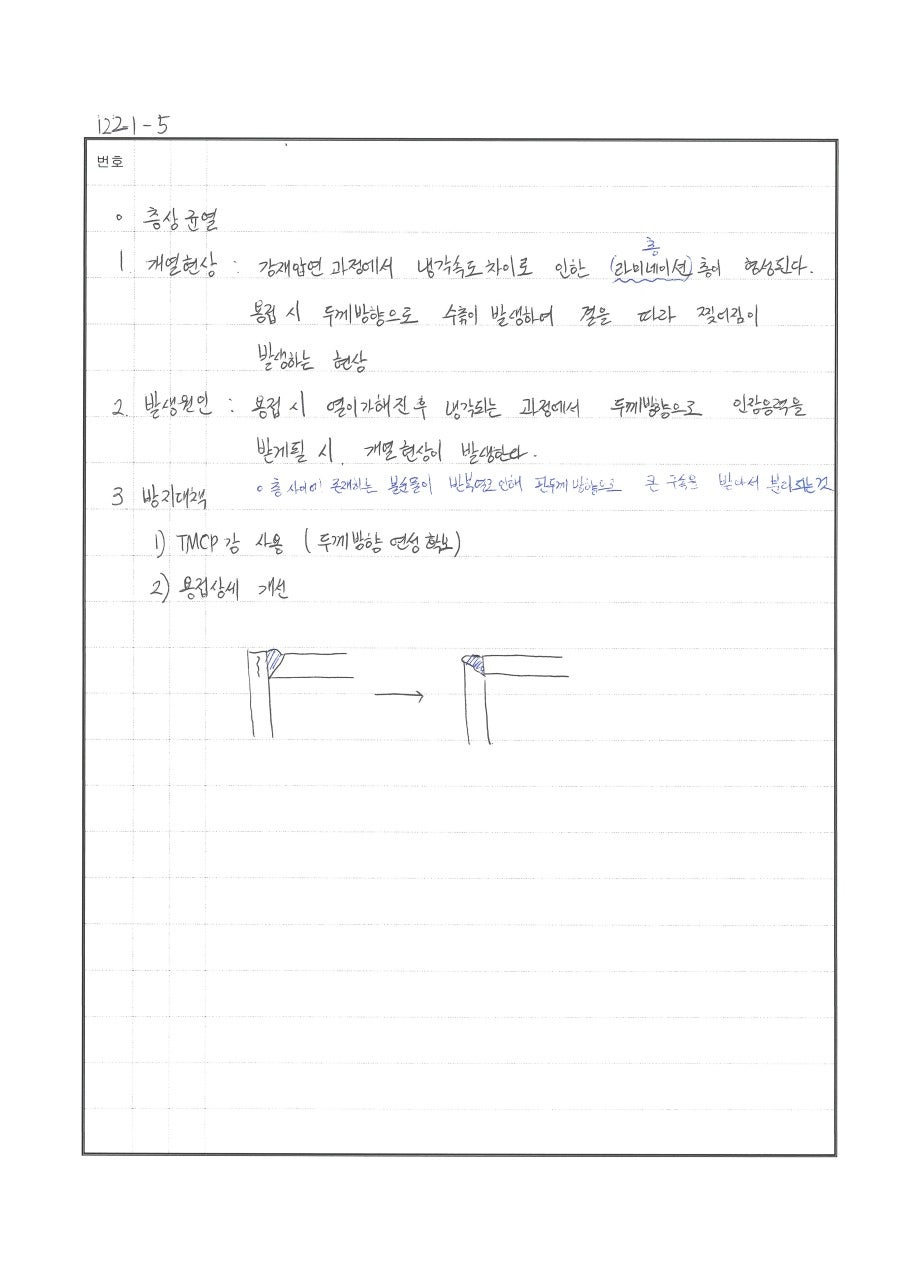 122-1-5
번호
○ 층상균열
1. 개열현상 : 강재압연 과정에서 냉각속도차이로 인한 (라미네이션) 층이 형성된다.
층
용접 시 두께방향으로 수축이 발생하여 결을 따라 찢어짐이
발생하는 현상
2. 발생원인 : 용접 시 열이 가해진 후 냉각되는 과정에서 두께방향으로 인장응력을
받게될 시. 개열현상이 발생한다.
○ 층 사이에 존재하는 불순물이 반복열로 인해 판두께 방향으로 큰 구속을 받아서 분리되는것
3 방지대책
1) TMCP강 사용 (두께방향 연성 확보)
2) 용접상세 개선